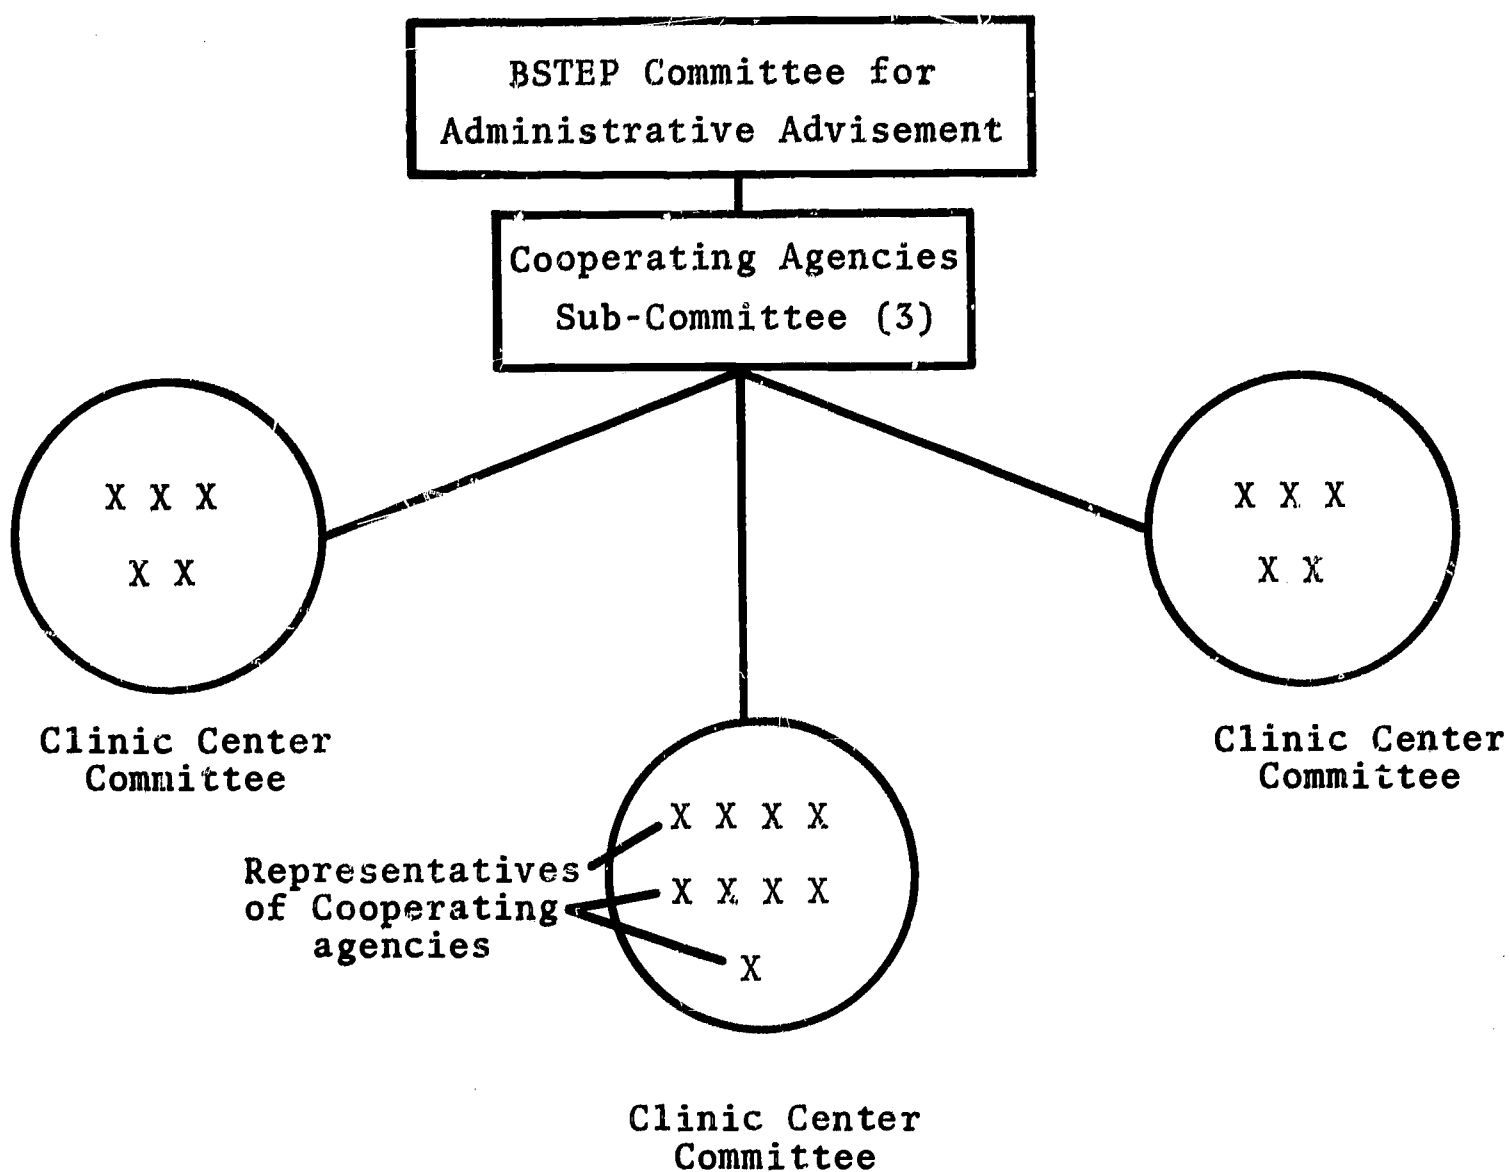 BSTEP Committee for
Administrative Advisement
Cooperating Agencies
Sub-Committee (3)
X X X
X X
Clinic Center
Committee
X X X
X X
Clinic Center
Committee
Representatives
of Cooperating
agencies
X X X X
X X X X
X
Clinic Center
Committee